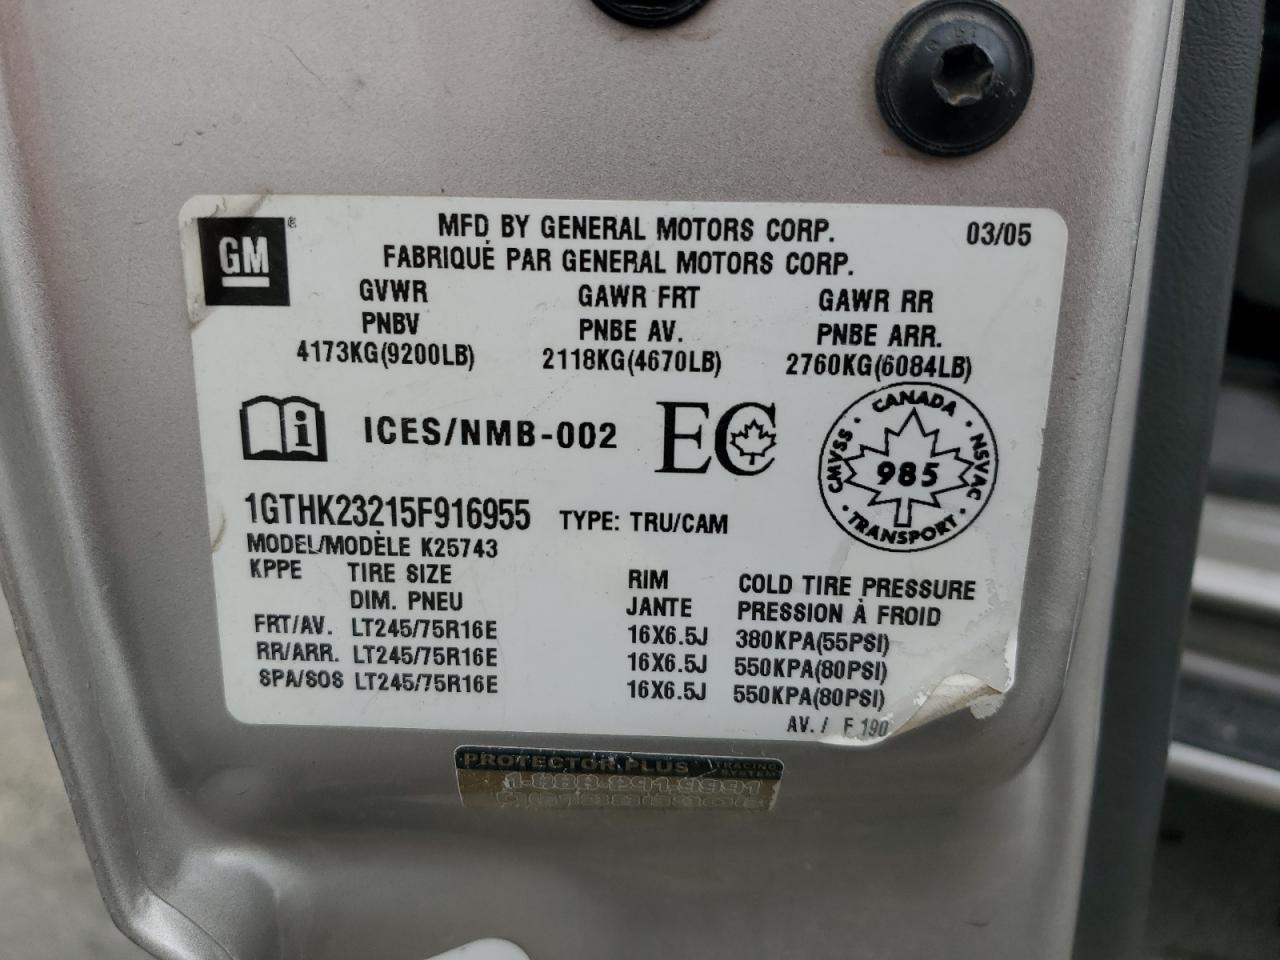 GM ® MFD BY GENERAL MOTORS CORP. 03/05
FABRIQUÉ PAR GENERAL MOTORS CORP.
GVWR GAWR FRT GAWR RR
PNBV PNBE AV. PNBE ARR.
4173KG(9200LB) 2118KG(4670LB) 2760KG(6084LB)
i ICES/NMB-002 EC
CANADA
CMVSS · 985 · NSVAC
TRANSPORT
1GTHK23215F916955 TYPE: TRU/CAM
MODEL/MODÈLE K25743
KPPE TIRE SIZE RIM COLD TIRE PRESSURE
DIM. PNEU JANTE PRESSION À FROID
FRT/AV. LT245/75R16E 16X6.5J 380KPA(55PSI)
RR/ARR. LT245/75R16E 16X6.5J 550KPA(80PSI)
SPA/SOS LT245/75R16E 16X6.5J 550KPA(80PSI)
AV. / F 190
PROTECTOR PLUS TRACING
SYSTEM